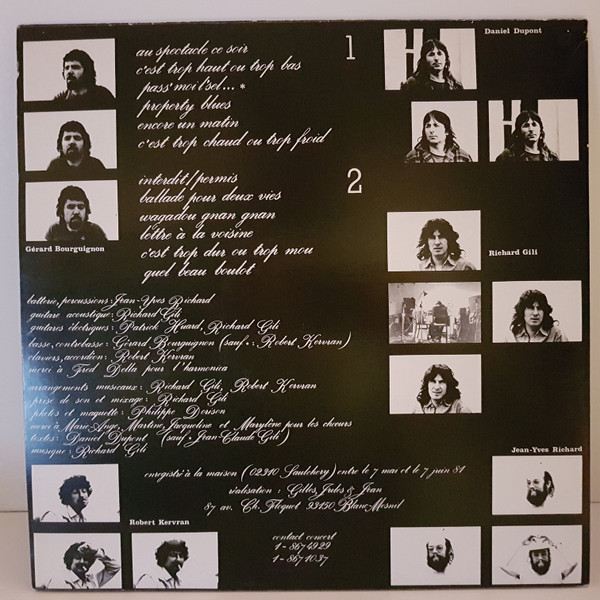 Daniel Dupont
1
au spectacle ce soir
c'est trop haut ou trop bas
pass' moi l'sel... *
property blues
encore un matin
c'est trop chaud ou trop froid
2
interdit/permis
ballade pour deux vies
wagadou gnan gnan
lettre à la voisine
c'est trop dur ou trop mou
quel beau boulot
Gérard Bourguignon
Richard Gili
batterie, percussions: Jean-Yves Richard
guitare acoustique: Richard Gili
guitares électriques: Patrick Huard, Richard Gili
basse, contrebasse: Gérard Bourguignon (sauf *: Robert Kervran)
claviers, accordéon: Robert Kervran
merci à Fred Della pour l'harmonica
arrangements musicaux: Richard Gili, Robert Kervran
prise de son et mixage: Richard Gili
photos et maquette: Philippe Derison
merci à Marie-Ange, Martine, Jacqueline et Marylène pour les choeurs
textes: Daniel Dupont (sauf *: Jean-Claude Gili)
musique: Richard Gili
Jean-Yves Richard
enregistré à la maison (02310 Saulchery) entre le 7 mai et le 7 juin 81
réalisation: Gilles, Jules & Jean
87 av. Ch. Floquet 93150 Blanc-Mesnil
Robert Kervran
contact concert
1-867 4929
1-867 1037